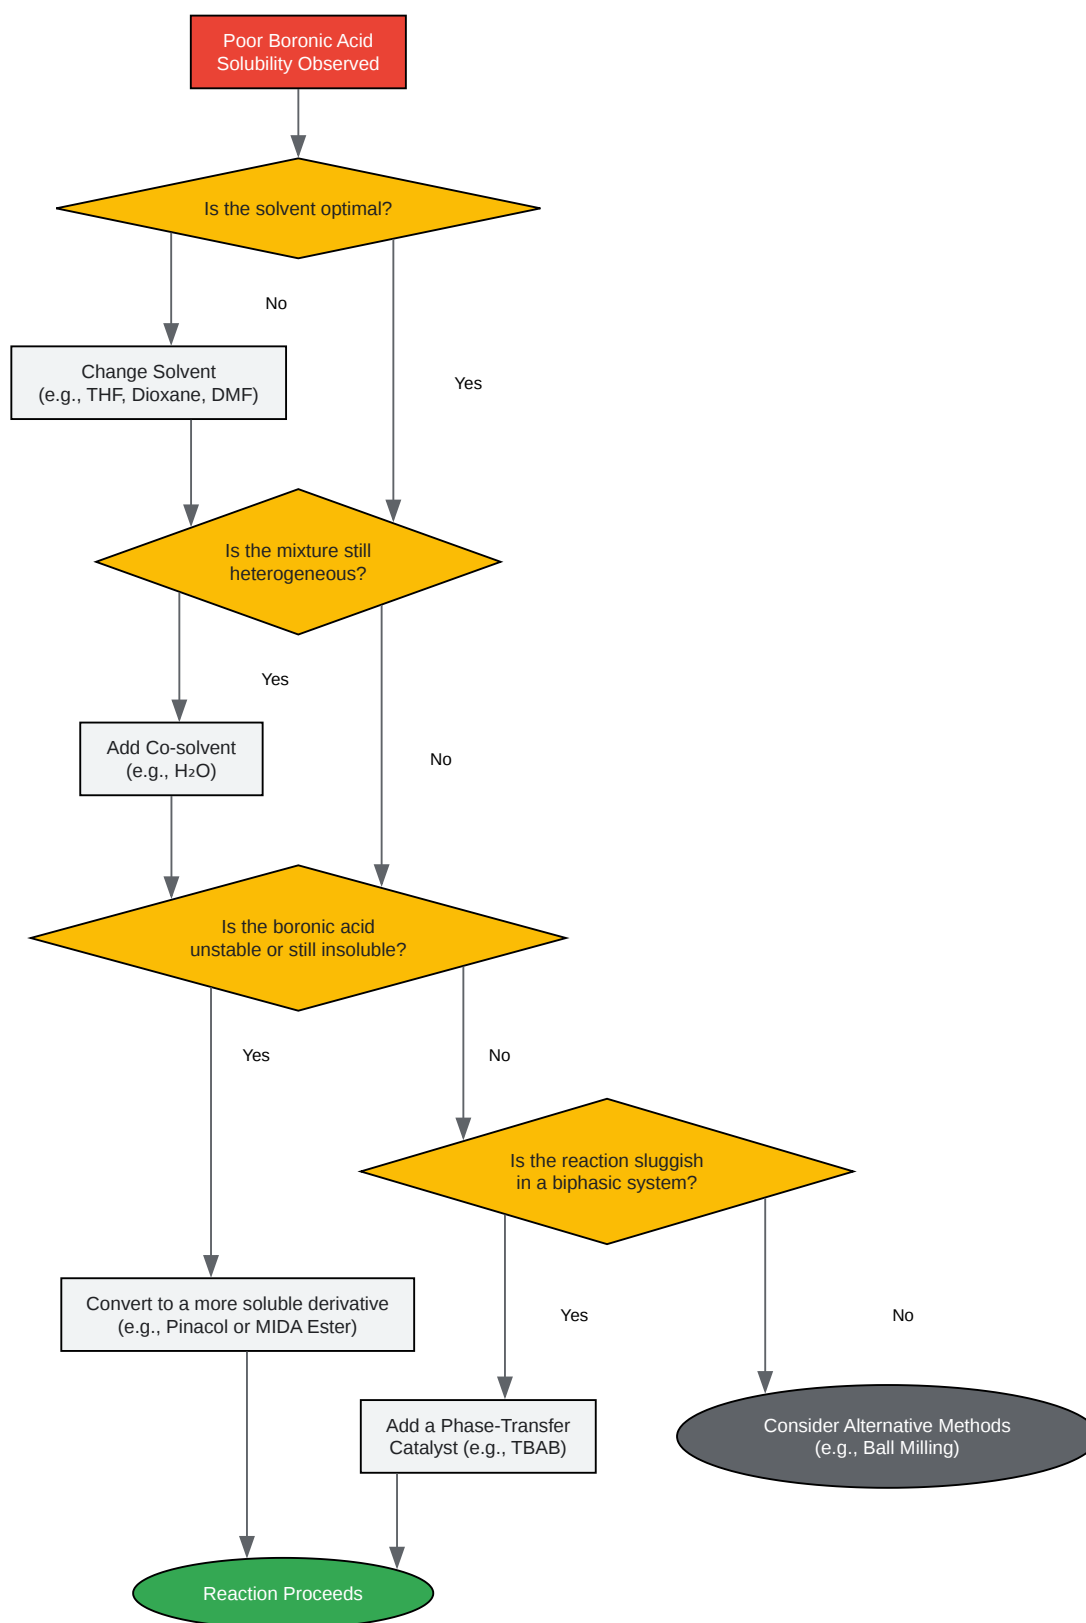 Poor Boronic Acid
Solubility Observed
Is the solvent optimal?
No
Change Solvent
(e.g., THF, Dioxane, DMF)
Yes
Is the mixture still
heterogeneous?
Yes
Add Co-solvent
(e.g., H₂O)
No
Is the boronic acid
unstable or still insoluble?
Yes
No
Is the reaction sluggish
in a biphasic system?
Convert to a more soluble derivative
(e.g., Pinacol or MIDA Ester)
Yes
No
Add a Phase-Transfer
Catalyst (e.g., TBAB)
Consider Alternative Methods
(e.g., Ball Milling)
Reaction Proceeds